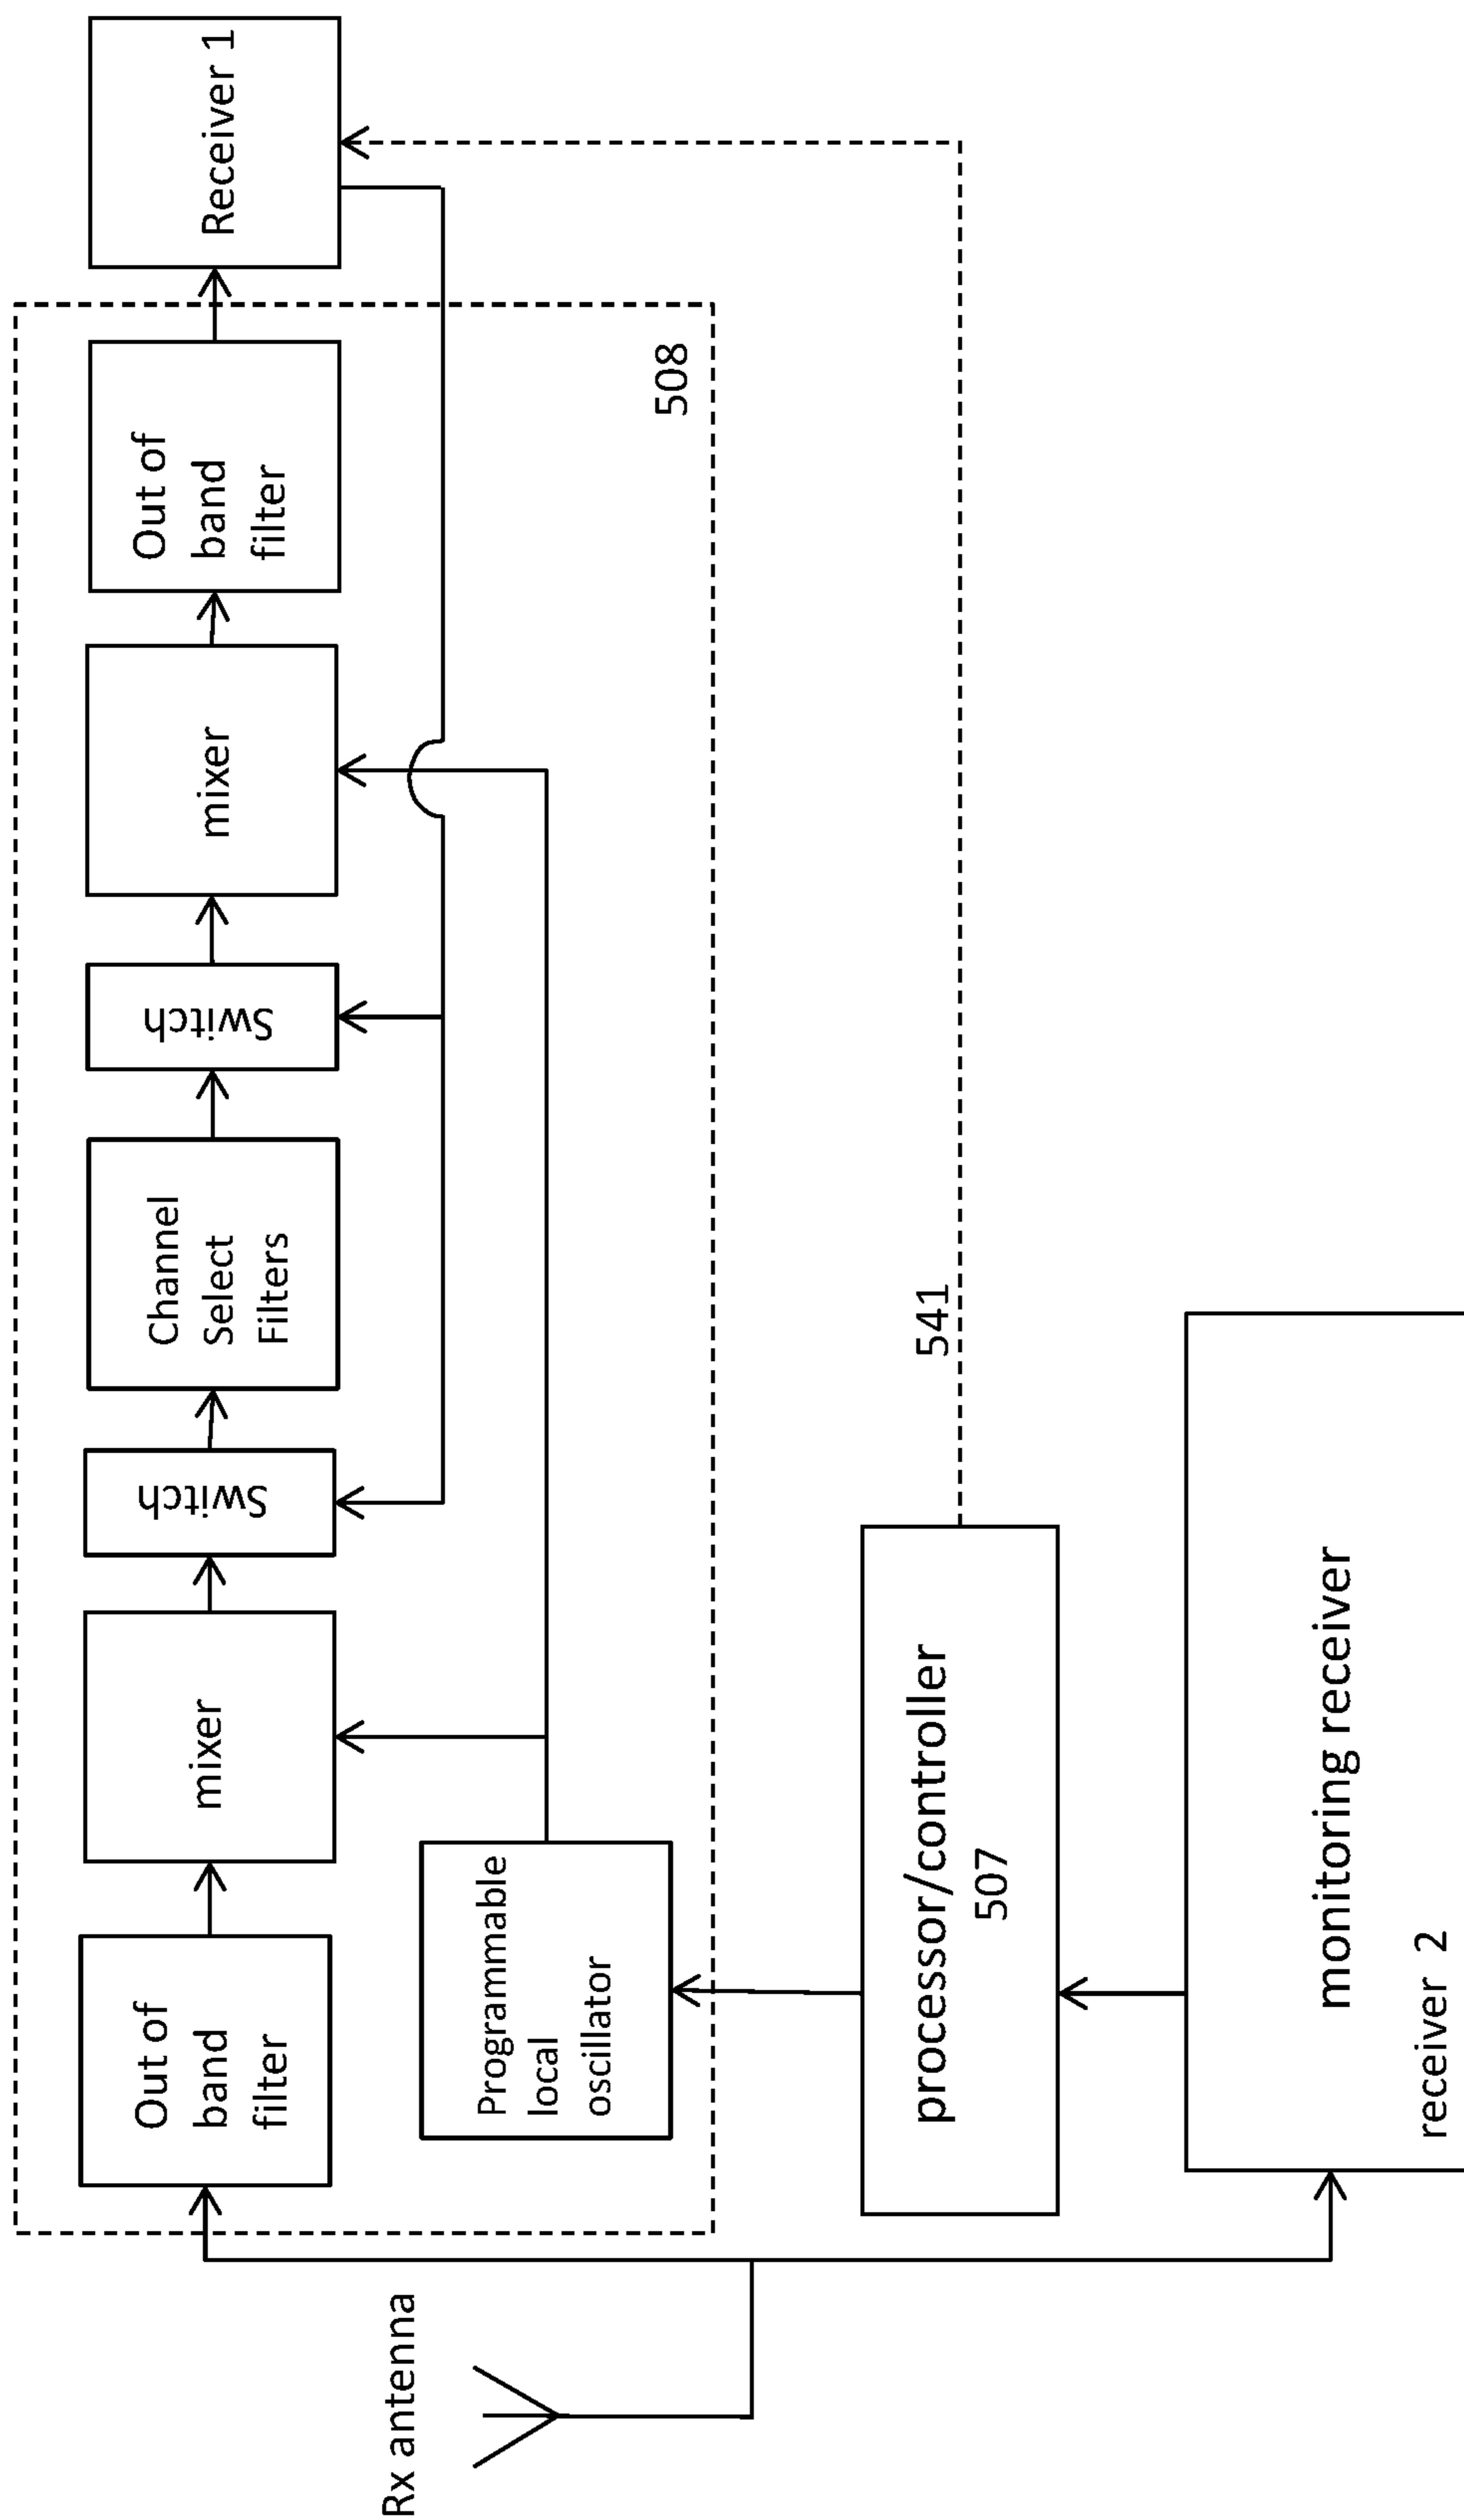 Rx antenna
Out of
band
filter
mixer
Switch
Channel
Select
Filters
Switch
mixer
Out of
band
filter
Receiver 1
Programmable
local
oscillator
508
processor/controller
507
541
monitoring receiver
receiver 2